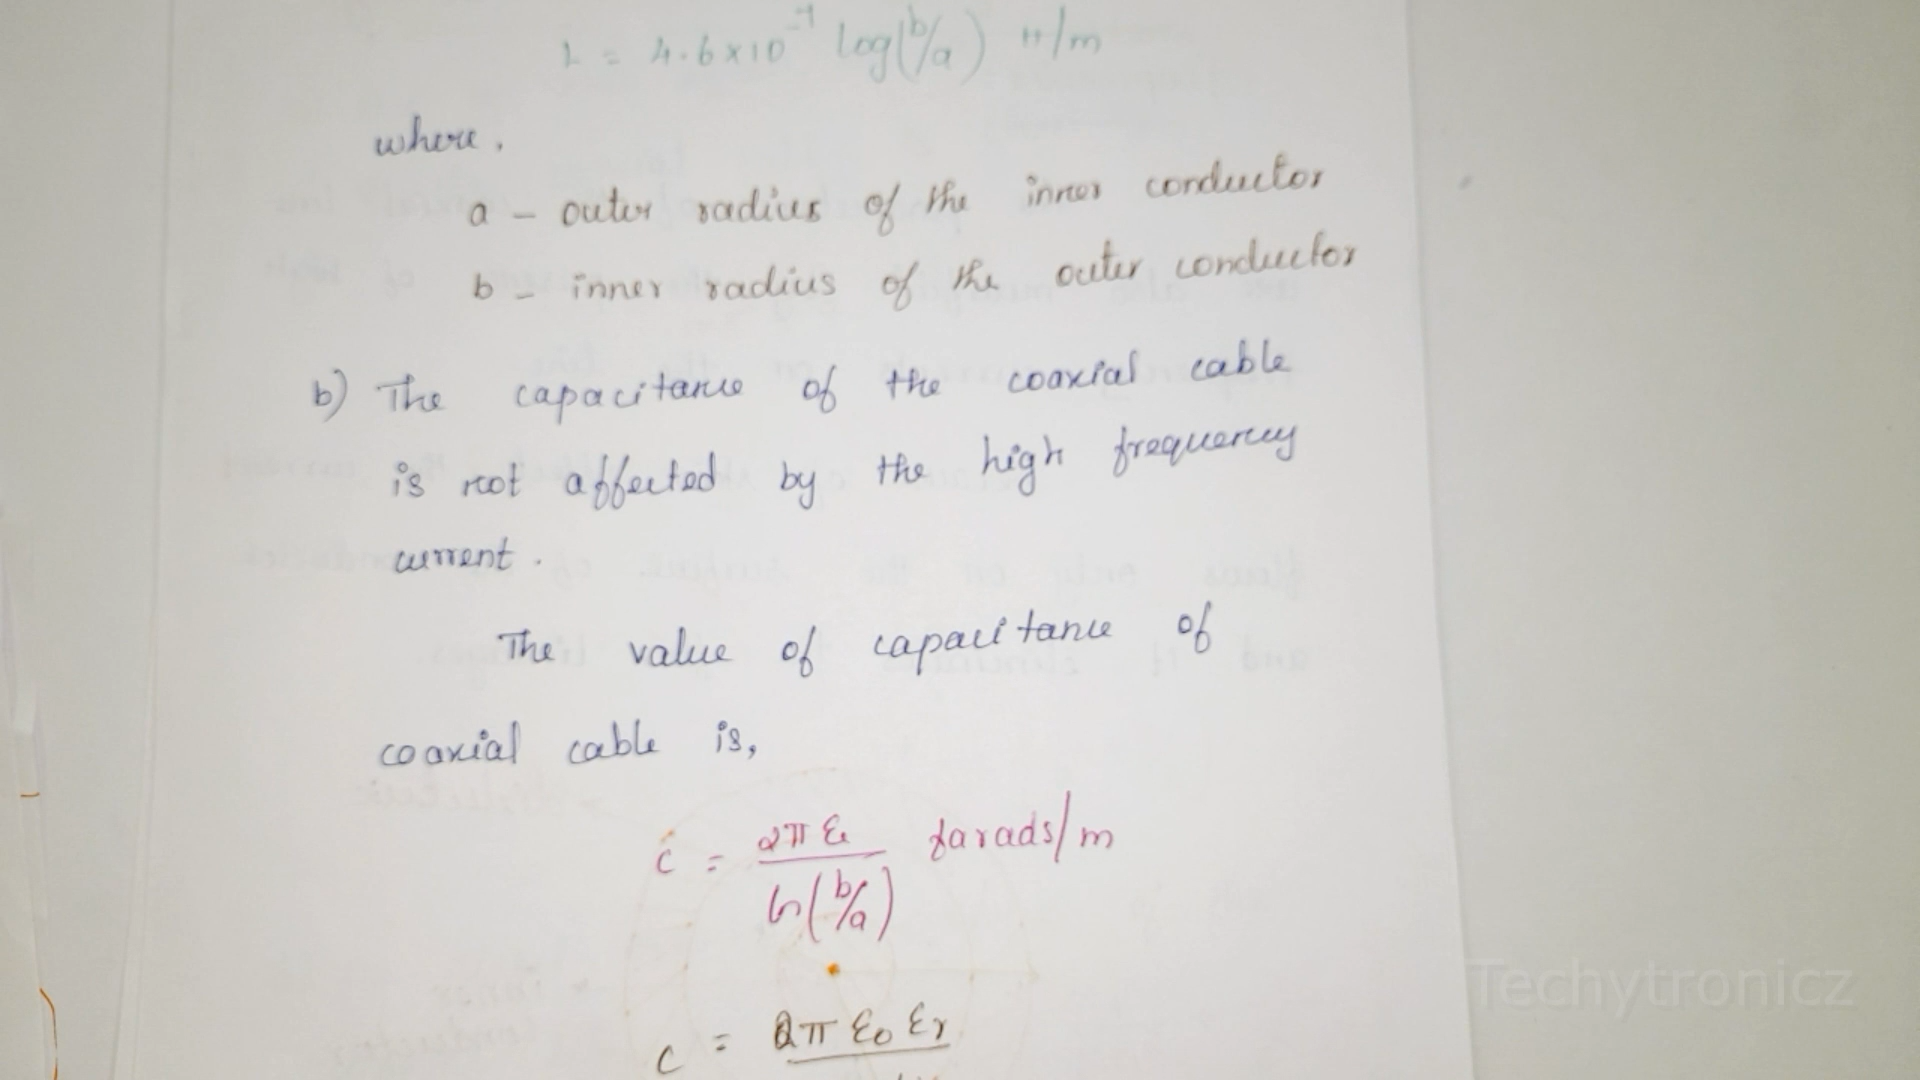 L = 4.6×10⁻⁷ log(b/a) H/m
where,
a - outer radius of the inner conductor
b - inner radius of the outer conductor
b) The capacitance of the coaxial cable
is not affected by the high frequency
current.
The value of capacitance of
coaxial cable is,
C = 2πε / ln(b/a) farads/m
C = 2π ε₀ εr
Techytronicz